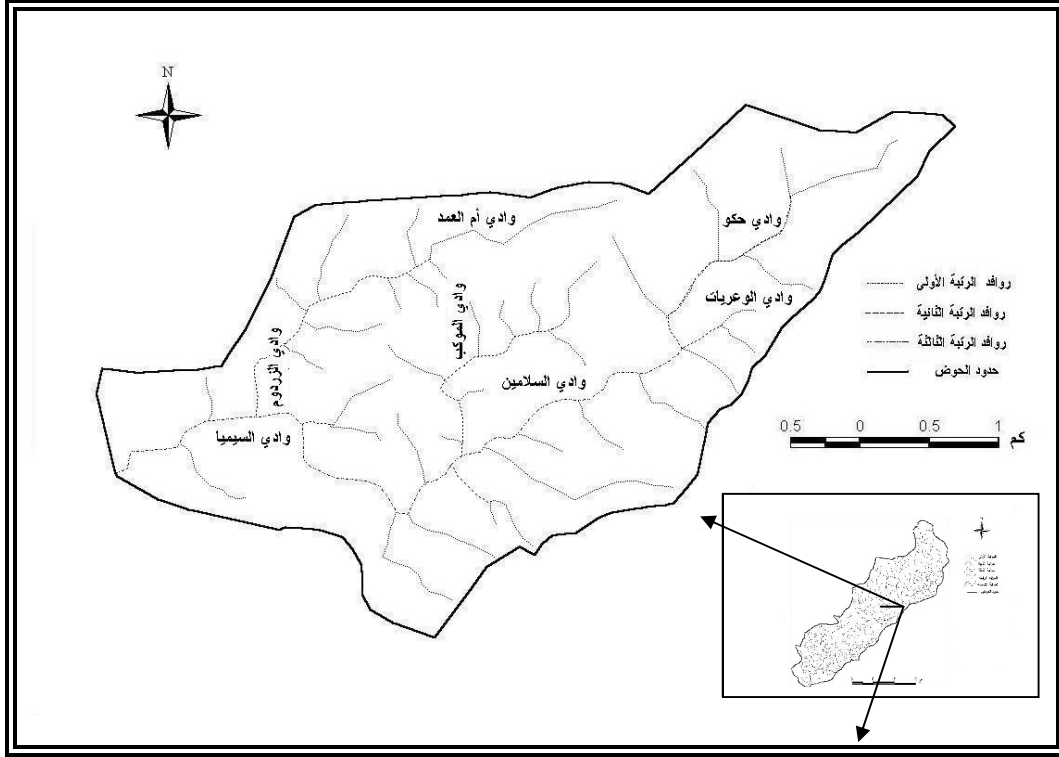 N
وادي حكو
وادي أم العمد
وادي الوعريات
وادي الموكب
وادي الزردوم
وادي السلامين
وادي السيميا
روافد الرتبة الأولى
روافد الرتبة الثانية
روافد الرتبة الثالثة
حدود الحوض
0.5 0 0.5 1 كم